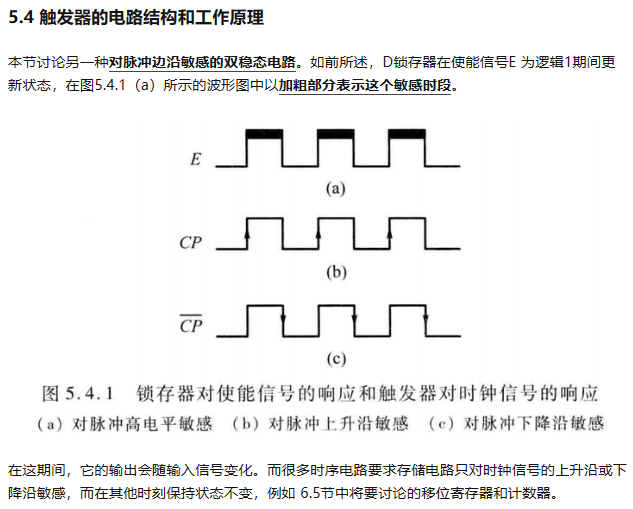 5.4 触发器的电路结构和工作原理
本节讨论另一种对脉冲边沿敏感的双稳态电路。如前所述，D锁存器在使能信号E 为逻辑1期间更
新状态，在图5.4.1（a）所示的波形图中以加粗部分表示这个敏感时段。
E
(a)
CP
(b)
C̅P̅
(c)
图 5.4.1 锁存器对使能信号的响应和触发器对时钟信号的响应
(a) 对脉冲高电平敏感 (b) 对脉冲上升沿敏感 (c) 对脉冲下降沿敏感
在这期间，它的输出会随输入信号变化。而很多时序电路要求存储电路只对时钟信号的上升沿或下
降沿敏感，而在其他时刻保持状态不变，例如 6.5节中将要讨论的移位寄存器和计数器。